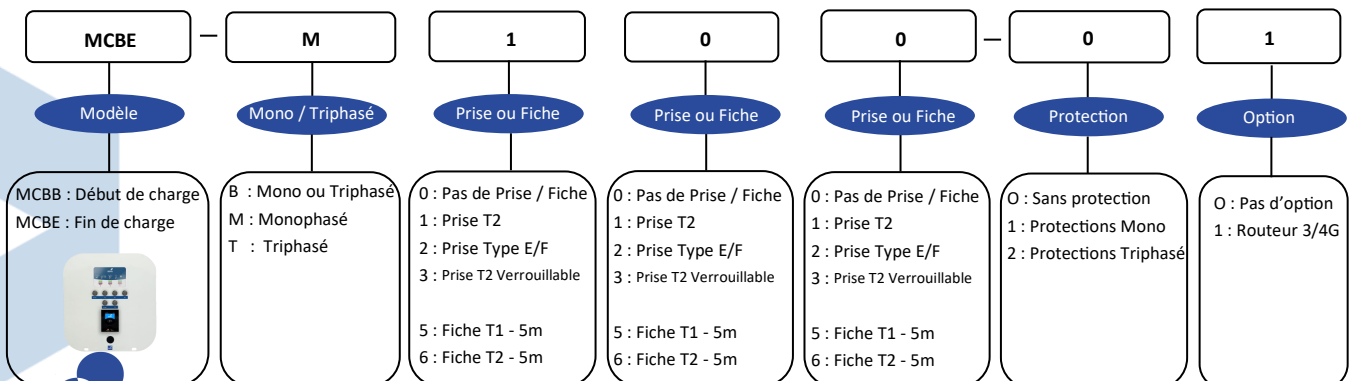 MCBE – M 1 0 0 – 0 1
Modèle
Mono / Triphasé
Prise ou Fiche
Prise ou Fiche
Prise ou Fiche
Protection
Option
MCBB : Début de charge
MCBE : Fin de charge
B : Mono ou Triphasé
M : Monophasé
T : Triphasé
0 : Pas de Prise / Fiche
1 : Prise T2
2 : Prise Type E/F
3 : Prise T2 Verrouillable
5 : Fiche T1 - 5m
6 : Fiche T2 - 5m
0 : Pas de Prise / Fiche
1 : Prise T2
2 : Prise Type E/F
3 : Prise T2 Verrouillable
5 : Fiche T1 - 5m
6 : Fiche T2 - 5m
0 : Pas de Prise / Fiche
1 : Prise T2
2 : Prise Type E/F
3 : Prise T2 Verrouillable
5 : Fiche T1 - 5m
6 : Fiche T2 - 5m
O : Sans protection
1 : Protections Mono
2 : Protections Triphasé
O : Pas d’option
1 : Routeur 3/4G